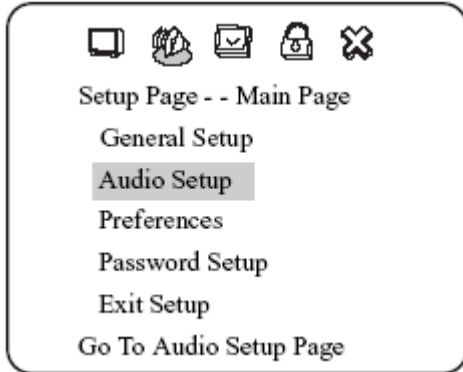 Setup Page - - Main Page
General Setup
Audio Setup
Preferences
Password Setup
Exit Setup
Go To Audio Setup Page